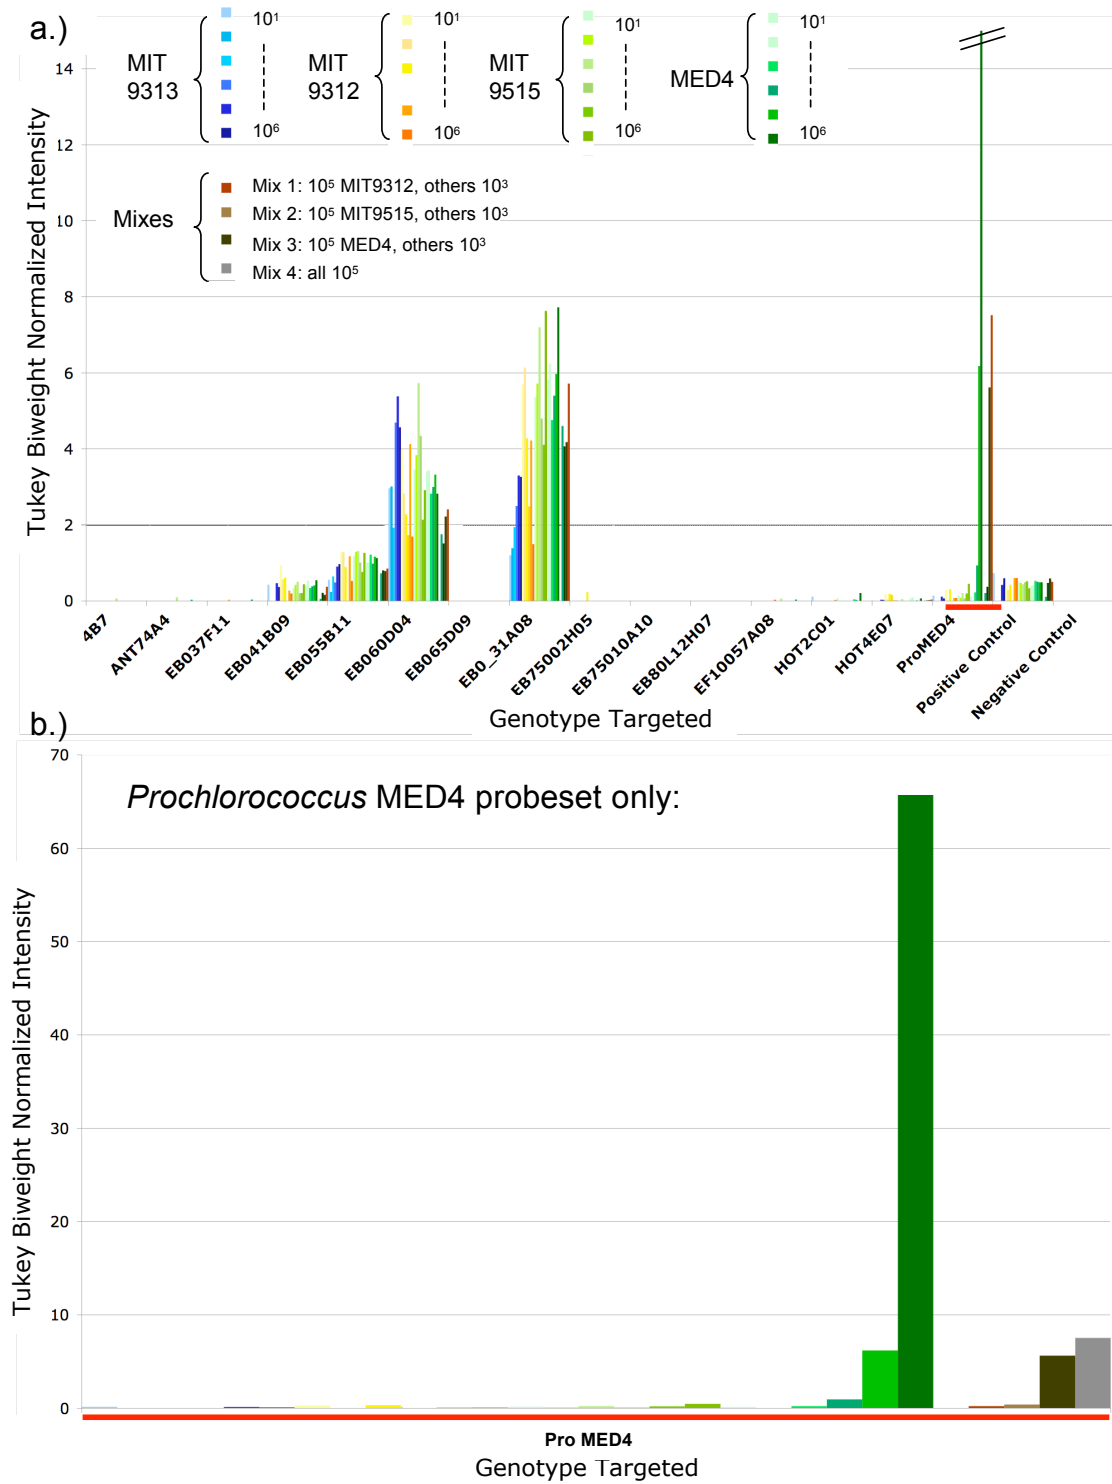 a.)
MIT 9313
10¹
10⁶
MIT 9312
10¹
10⁶
MIT 9515
10¹
10⁶
MED4
10¹
10⁶
Mixes
Mix 1: 10⁵ MIT9312, others 10³
Mix 2: 10⁵ MIT9515, others 10³
Mix 3: 10⁵ MED4, others 10³
Mix 4: all 10⁵
Tukey Biweight Normalized Intensity
14
12
10
8
6
4
2
0
4B7
ANT74A4
EB037F11
EB041B09
EB055B11
EB060D04
EB065D09
EB0_31A08
EB75002H05
EB75010A10
EB80L12H07
EF10057A08
HOT2C01
HOT4E07
ProMED4
Positive Control
Negative Control
Genotype Targeted
b.)
Prochlorococcus MED4 probeset only:
Tukey Biweight Normalized Intensity
70
60
50
40
30
20
10
0
Pro MED4
Genotype Targeted